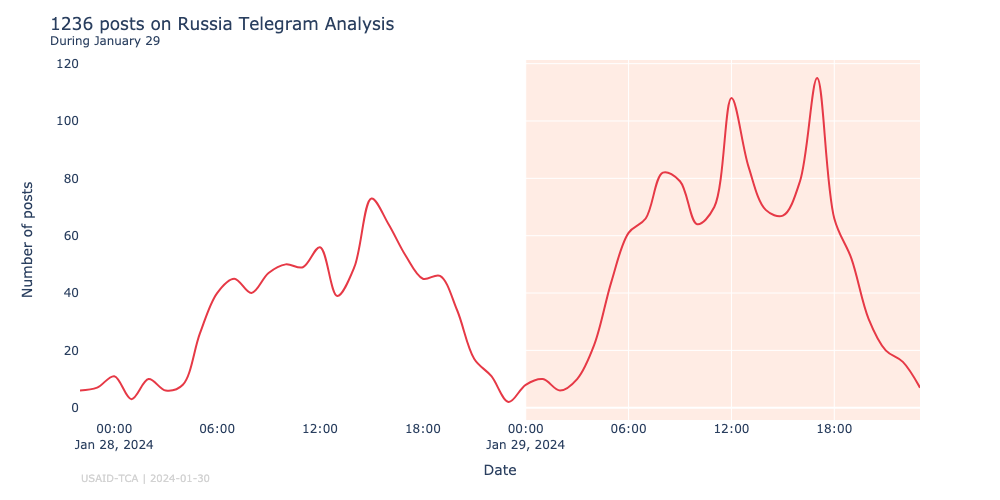 1236 posts on Russia Telegram Analysis
During January 29
120
100
80
60
40
20
0
Number of posts
00:00 06:00 12:00 18:00 00:00 06:00 12:00 18:00
Jan 28, 2024 Jan 29, 2024
Date
USAID-TCA | 2024-01-30